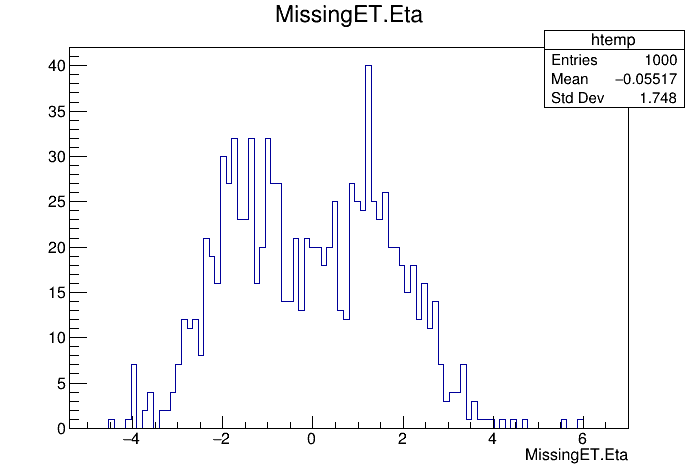 MissingET.Eta
htemp
Entries 1000
Mean −0.05517
Std Dev 1.748
40
35
30
25
20
15
10
5
0
−4 −2 0 2 4 6
MissingET.Eta